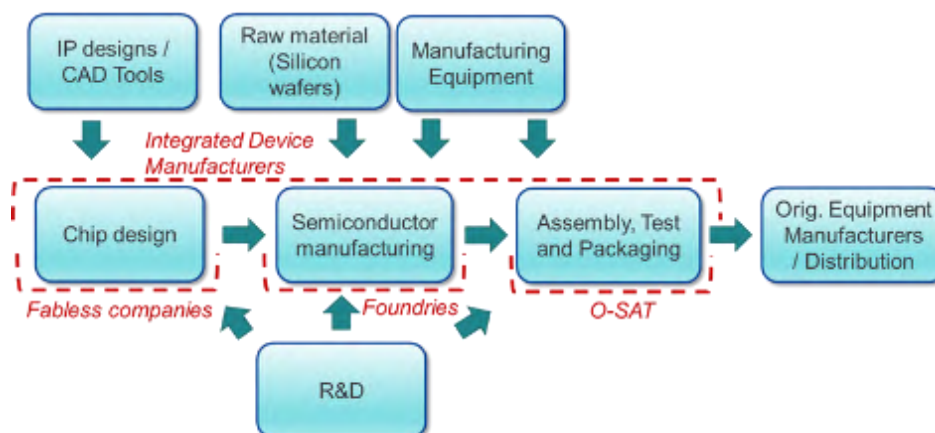 IP designs /
CAD Tools
Raw material
(Silicon
wafers)
Manufacturing
Equipment
Integrated Device
Manufacturers
Chip design
Semiconductor
manufacturing
Assembly, Test
and Packaging
Orig. Equipment
Manufacturers
/ Distribution
Fabless companies
Foundries
O-SAT
R&D